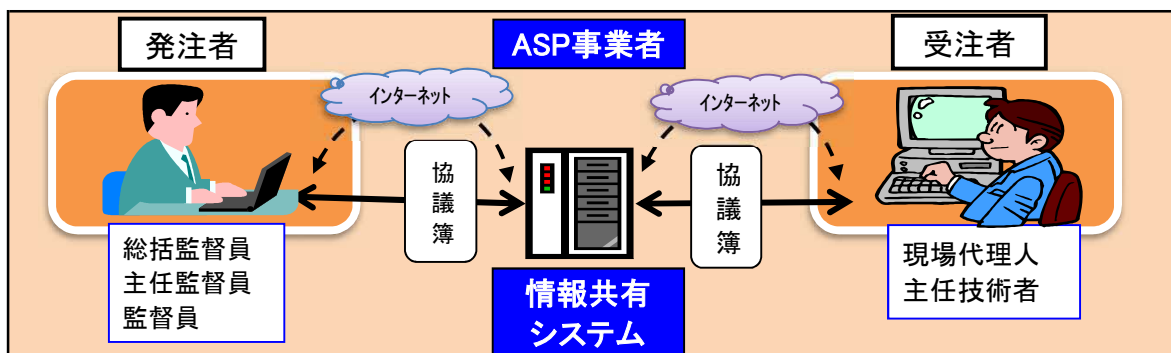 発注者
ASP事業者
受注者
インターネット
インターネット
協議簿
協議簿
総括監督員
主任監督員
監督員
情報共有
システム
現場代理人
主任技術者